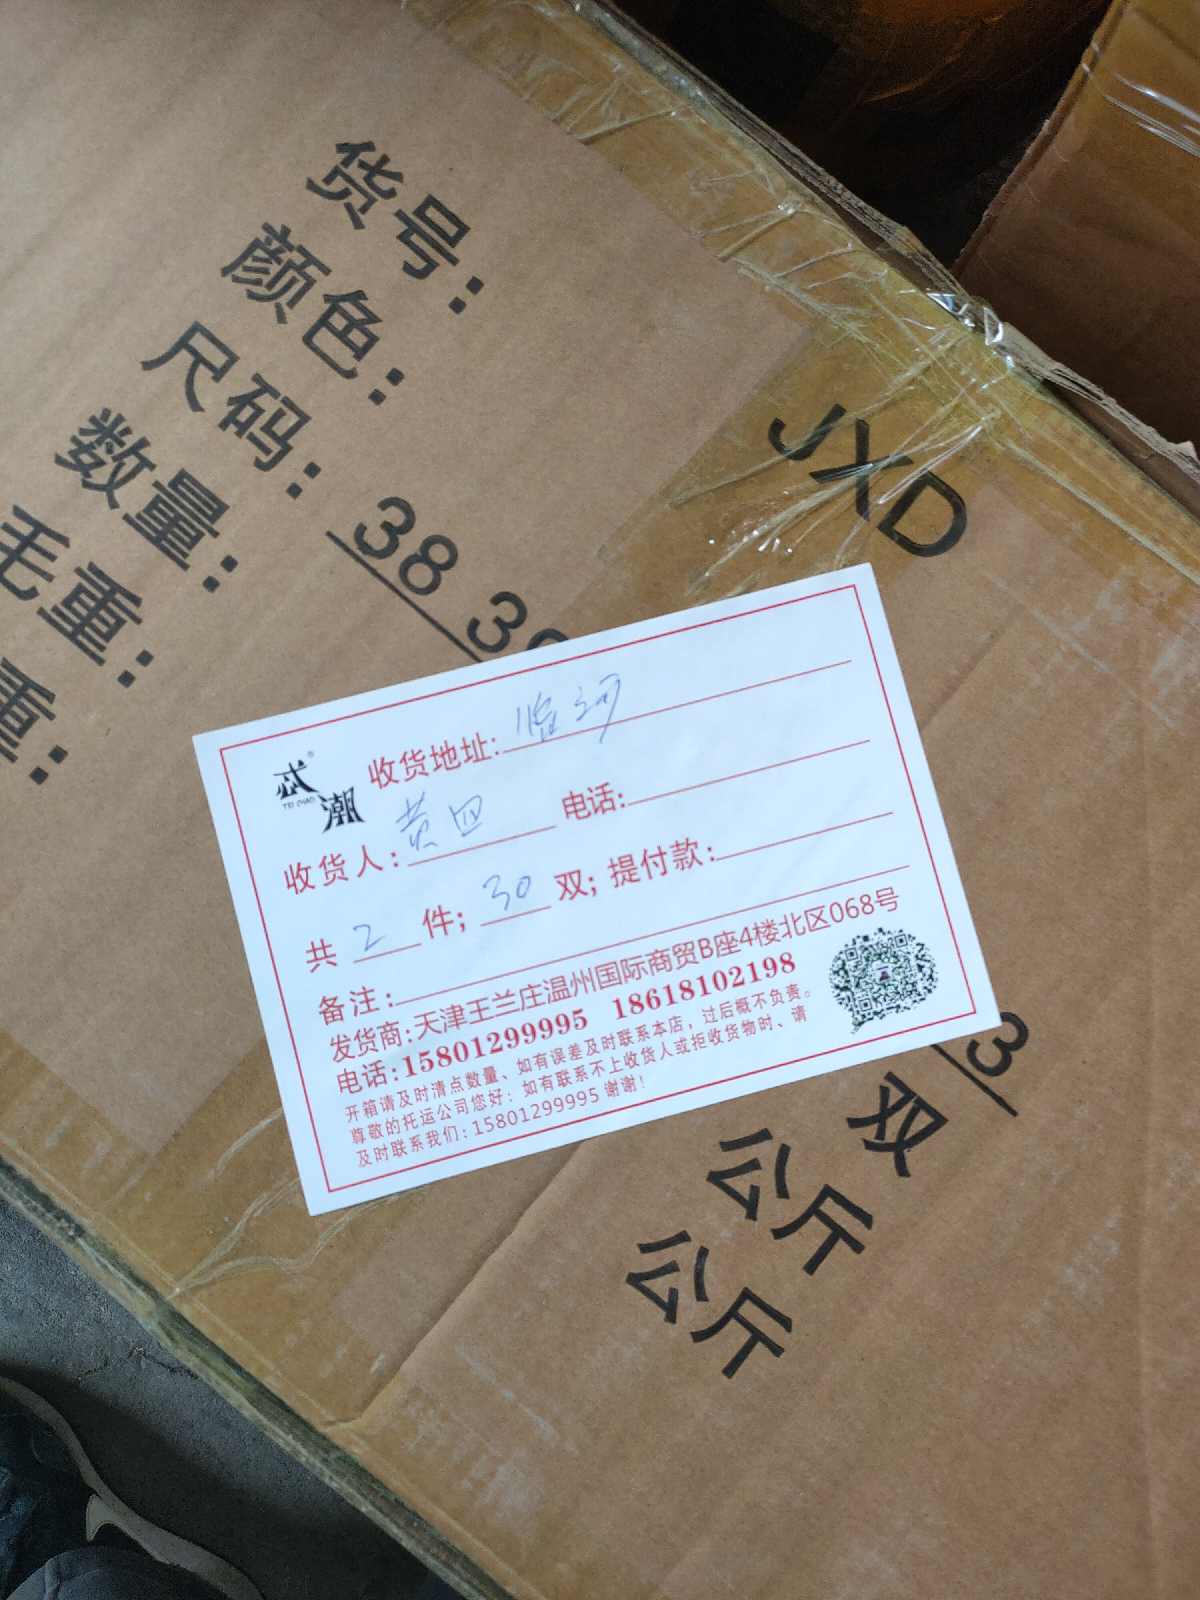 货号：
颜色：
尺码：38 39
数量：
毛重：
重：
JXD
3
双
公斤
公斤
忒潮
TEI CHAO
收货地址：临河
收货人：黄四 电话：
共 2 件；30 双；提付款：
备注：
发货商：天津王兰庄温州国际商贸B座4楼北区068号
电话：15801299995 18618102198
开箱请及时清点数量、如有误差及时联系本店，过后概不负责。
尊敬的托运公司您好：如有联系不上收货人或拒收货物时、请
及时联系我们：15801299995 谢谢！